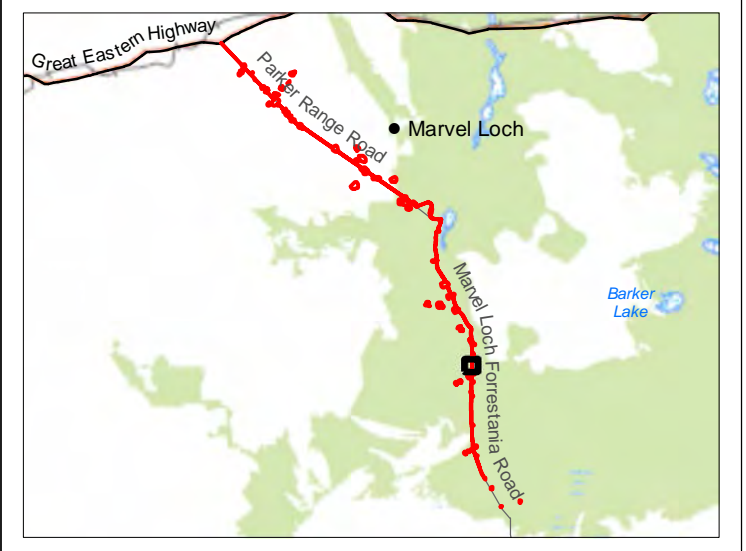 Great Eastern Highway
Parker Range Road
Marvel Loch
Marvel Loch Forrestania Road
Barker
Lake